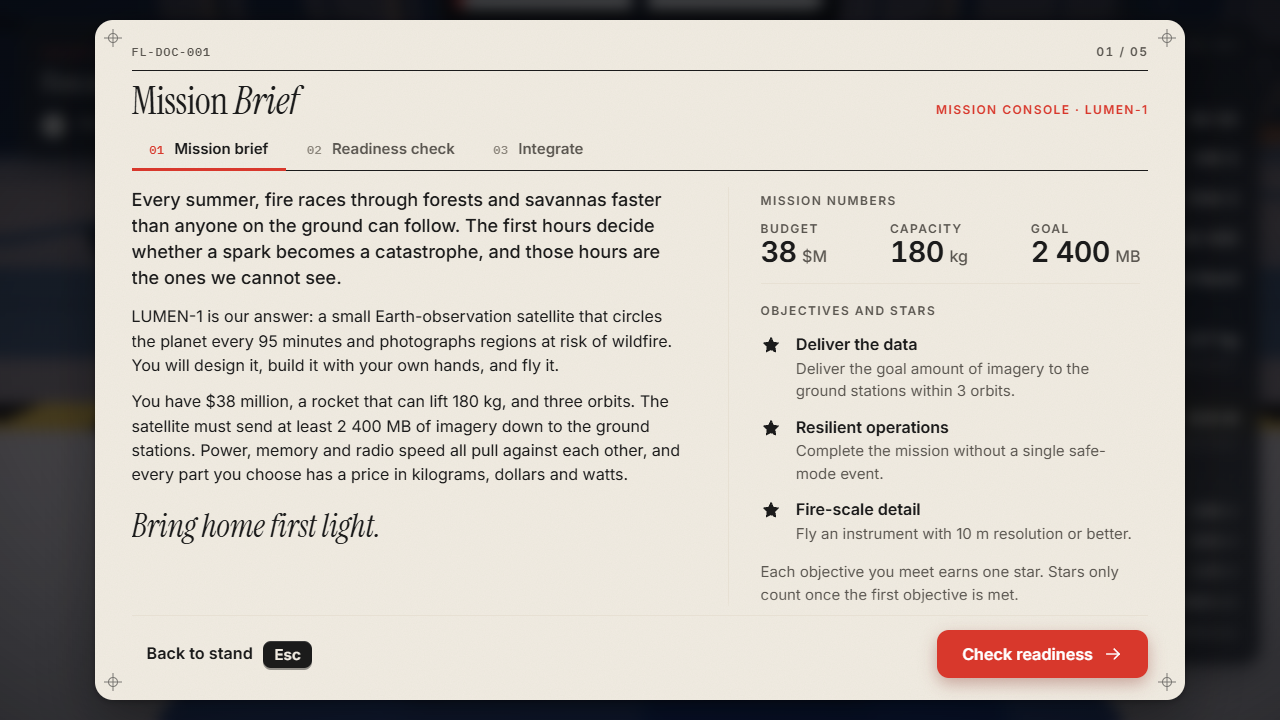 FL-DOC-001
01 / 05
Mission Brief
MISSION CONSOLE · LUMEN-1
01 Mission brief
02 Readiness check
03 Integrate
Every summer, fire races through forests and savannas faster
than anyone on the ground can follow. The first hours decide
whether a spark becomes a catastrophe, and those hours are
the ones we cannot see.
LUMEN-1 is our answer: a small Earth-observation satellite that circles
the planet every 95 minutes and photographs regions at risk of wildfire.
You will design it, build it with your own hands, and fly it.
You have $38 million, a rocket that can lift 180 kg, and three orbits. The
satellite must send at least 2 400 MB of imagery down to the ground
stations. Power, memory and radio speed all pull against each other, and
every part you choose has a price in kilograms, dollars and watts.
Bring home first light.
MISSION NUMBERS
BUDGET
38 $M
CAPACITY
180 kg
GOAL
2 400 MB
OBJECTIVES AND STARS
Deliver the data
Deliver the goal amount of imagery to the
ground stations within 3 orbits.
Resilient operations
Complete the mission without a single safe-
mode event.
Fire-scale detail
Fly an instrument with 10 m resolution or better.
Each objective you meet earns one star. Stars only
count once the first objective is met.
Back to stand Esc
Check readiness →